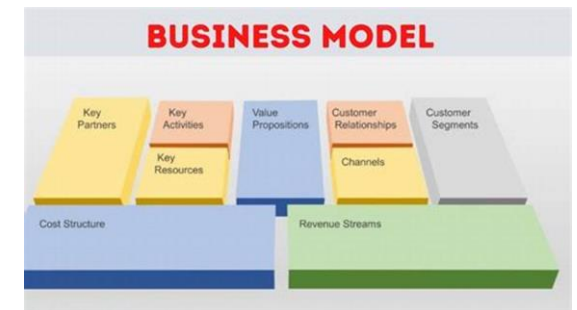 BUSINESS MODEL
Key
Partners
Key
Activities
Key
Resources
Value
Propositions
Customer
Relationships
Channels
Customer
Segments
Cost Structure
Revenue Streams